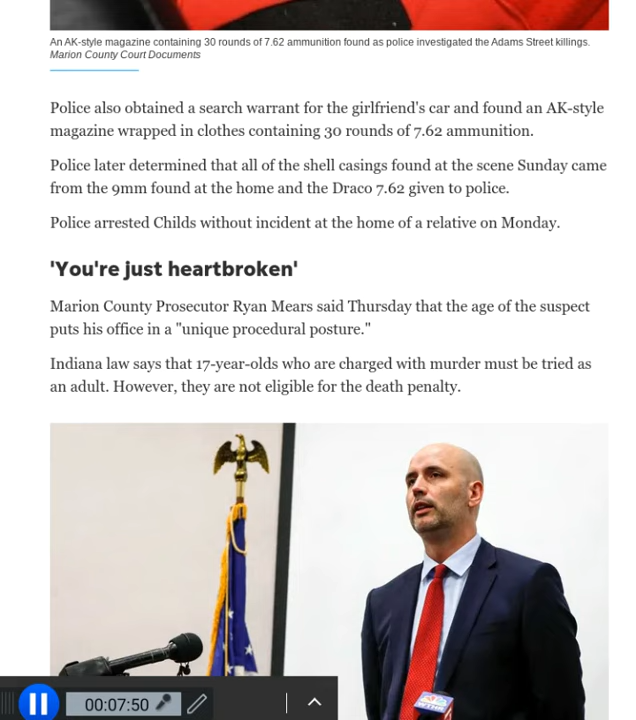 An AK-style magazine containing 30 rounds of 7.62 ammunition found as police investigated the Adams Street killings.
Marion County Court Documents
Police also obtained a search warrant for the girlfriend's car and found an AK-style
magazine wrapped in clothes containing 30 rounds of 7.62 ammunition.
Police later determined that all of the shell casings found at the scene Sunday came
from the 9mm found at the home and the Draco 7.62 given to police.
Police arrested Childs without incident at the home of a relative on Monday.
'You're just heartbroken'
Marion County Prosecutor Ryan Mears said Thursday that the age of the suspect
puts his office in a "unique procedural posture."
Indiana law says that 17-year-olds who are charged with murder must be tried as
an adult. However, they are not eligible for the death penalty.
WTHR
00:07:50